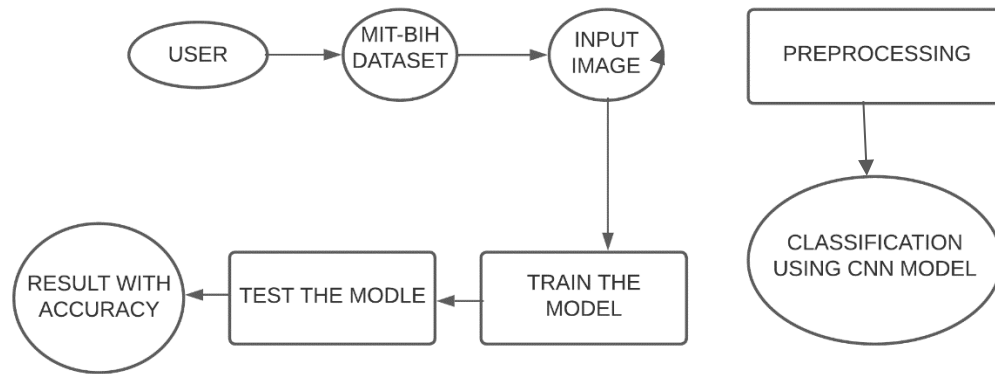 USER
MIT-BIH
DATASET
INPUT
IMAGE
PREPROCESSING
CLASSIFICATION
USING CNN MODEL
RESULT WITH
ACCURACY
TEST THE MODLE
TRAIN THE
MODEL